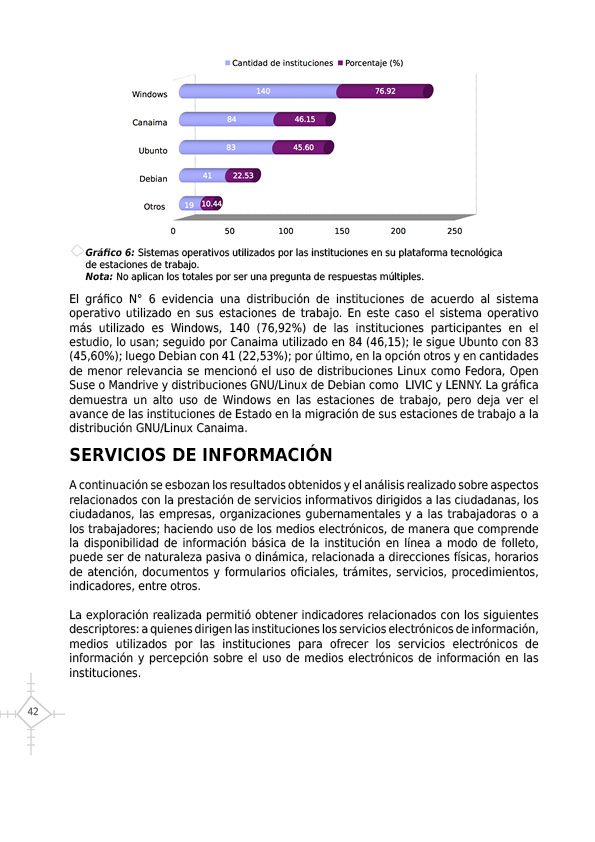 Cantidad de instituciones Porcentaje (%)
Windows 140 76.92
Canaima 84 46.15
Ubunto 83 45.60
Debian 41 22.53
Otros 19 10.44
0 50 100 150 200 250
Gráfico 6: Sistemas operativos utilizados por las instituciones en su plataforma tecnológica
de estaciones de trabajo.
Nota: No aplican los totales por ser una pregunta de respuestas múltiples.
El gráfico N° 6 evidencia una distribución de instituciones de acuerdo al sistema
operativo utilizado en sus estaciones de trabajo. En este caso el sistema operativo
más utilizado es Windows, 140 (76,92%) de las instituciones participantes en el
estudio, lo usan; seguido por Canaima utilizado en 84 (46,15); le sigue Ubunto con 83
(45,60%); luego Debian con 41 (22,53%); por último, en la opción otros y en cantidades
de menor relevancia se mencionó el uso de distribuciones Linux como Fedora, Open
Suse o Mandrive y distribuciones GNU/Linux de Debian como LIVIC y LENNY. La gráfica
demuestra un alto uso de Windows en las estaciones de trabajo, pero deja ver el
avance de las instituciones de Estado en la migración de sus estaciones de trabajo a la
distribución GNU/Linux Canaima.
SERVICIOS DE INFORMACIÓN
A continuación se esbozan los resultados obtenidos y el análisis realizado sobre aspectos
relacionados con la prestación de servicios informativos dirigidos a las ciudadanas, los
ciudadanos, las empresas, organizaciones gubernamentales y a las trabajadoras o a
los trabajadores; haciendo uso de los medios electrónicos, de manera que comprende
la disponibilidad de información básica de la institución en línea a modo de folleto,
puede ser de naturaleza pasiva o dinámica, relacionada a direcciones físicas, horarios
de atención, documentos y formularios oficiales, trámites, servicios, procedimientos,
indicadores, entre otros.
La exploración realizada permitió obtener indicadores relacionados con los siguientes
descriptores: a quienes dirigen las instituciones los servicios electrónicos de información,
medios utilizados por las instituciones para ofrecer los servicios electrónicos de
información y percepción sobre el uso de medios electrónicos de información en las
instituciones.
42